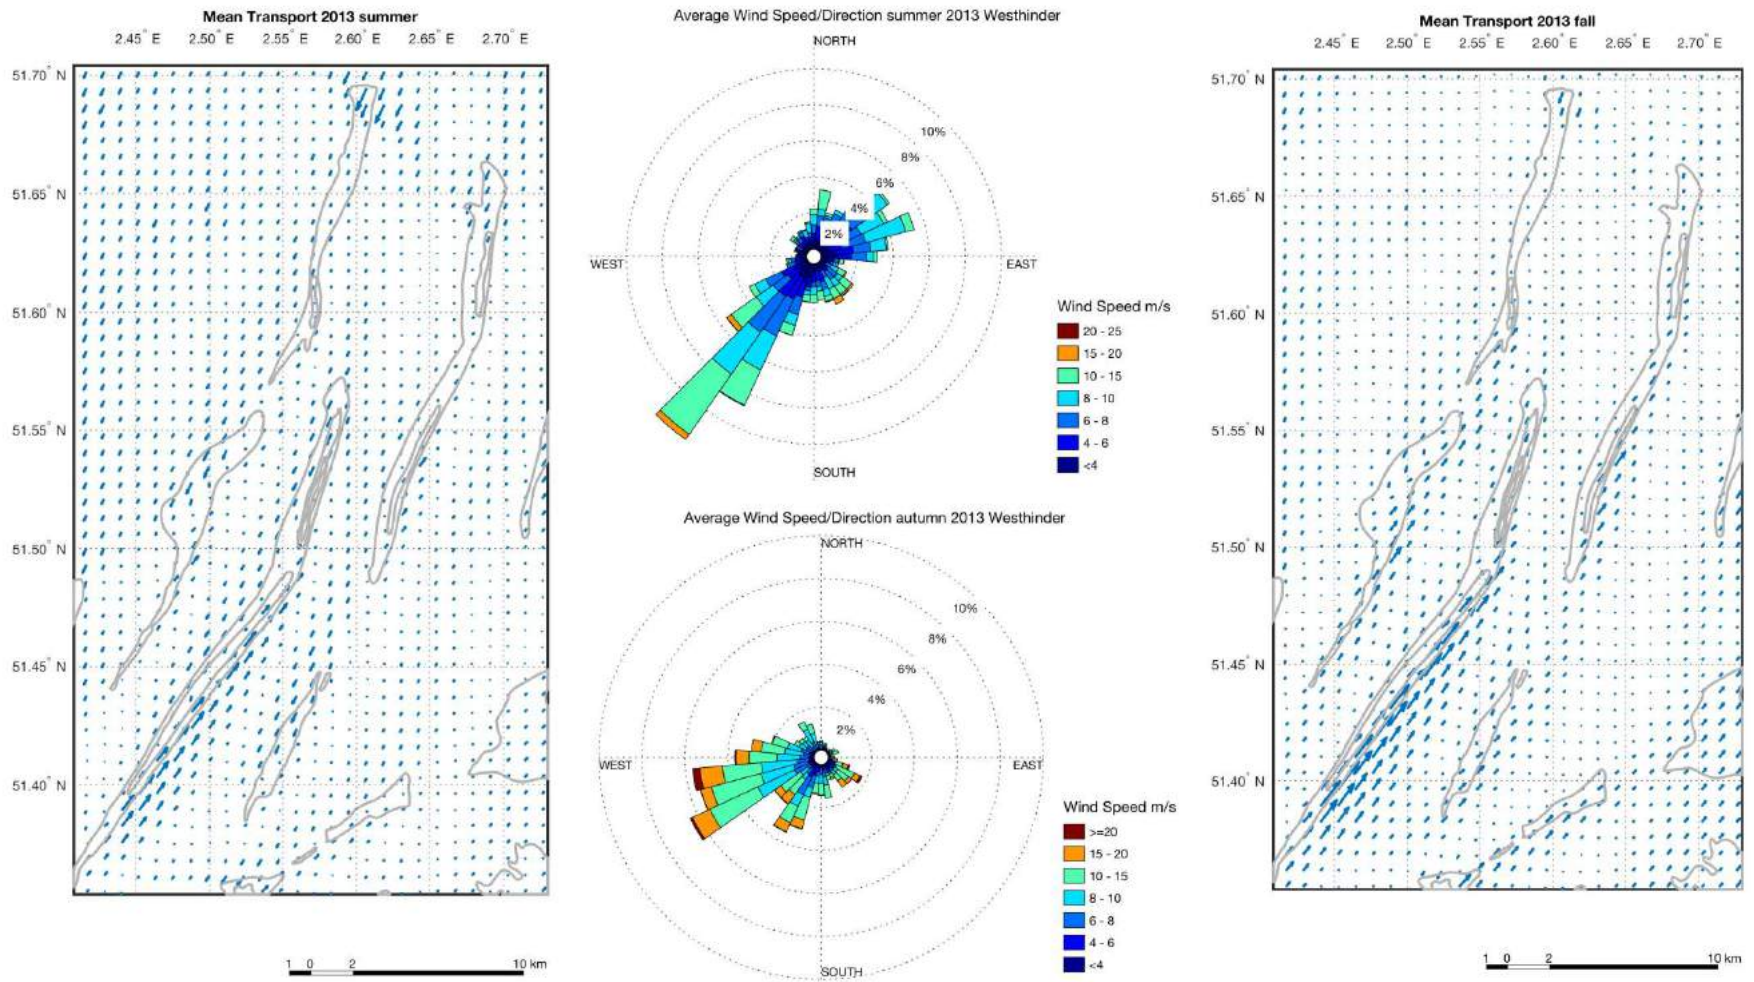 Mean Transport 2013 summer
2.45° E 2.50° E 2.55° E 2.60° E 2.65° E 2.70° E
51.70° N
51.65° N
51.60° N
51.55° N
51.50° N
51.45° N
51.40° N
1 0 2 10 km
Average Wind Speed/Direction summer 2013 Westhinder
NORTH
10%
8%
6%
4%
2%
WEST
EAST
SOUTH
Wind Speed m/s
20 - 25
15 - 20
10 - 15
8 - 10
6 - 8
4 - 6
<4
Average Wind Speed/Direction autumn 2013 Westhinder
NORTH
10%
8%
6%
4%
2%
WEST
EAST
SOUTH
Wind Speed m/s
>=20
15 - 20
10 - 15
8 - 10
6 - 8
4 - 6
<4
Mean Transport 2013 fall
2.45° E 2.50° E 2.55° E 2.60° E 2.65° E 2.70° E
51.70° N
51.65° N
51.60° N
51.55° N
51.50° N
51.45° N
51.40° N
1 0 2 10 km